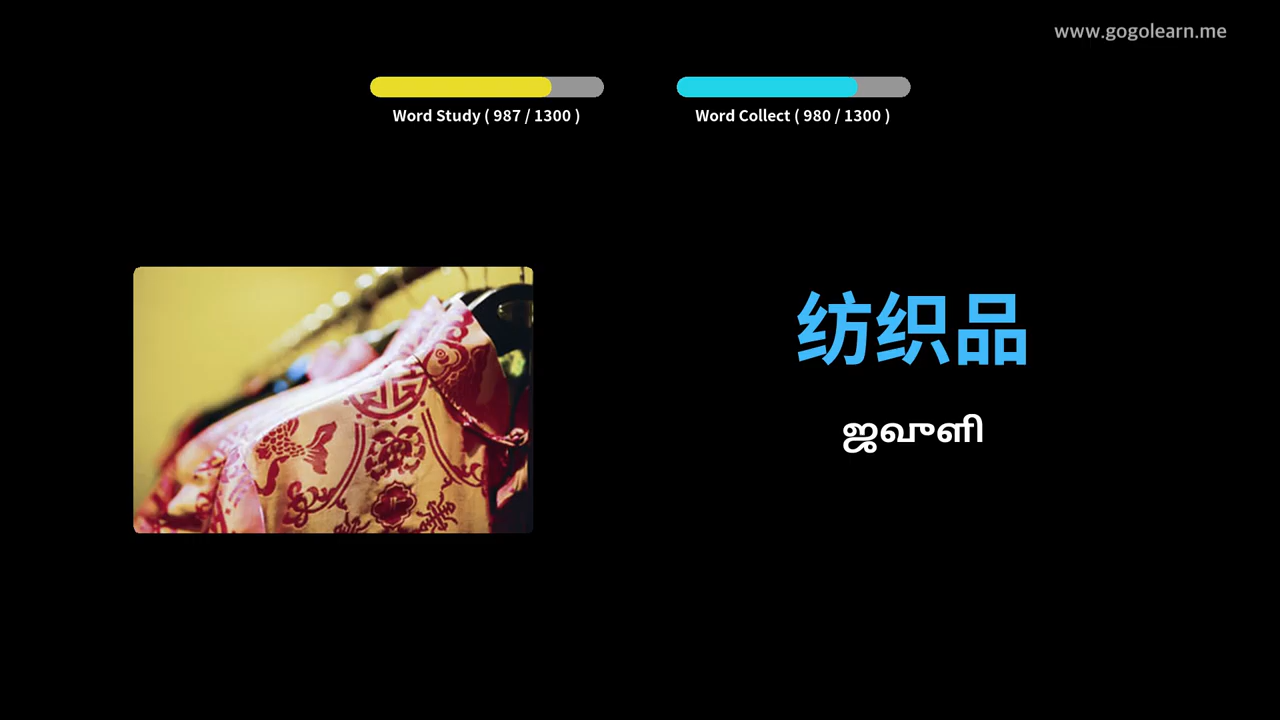 www.gogolearn.me
Word Study ( 987 / 1300 )
Word Collect ( 980 / 1300 )
纺织品
ஜவுளி